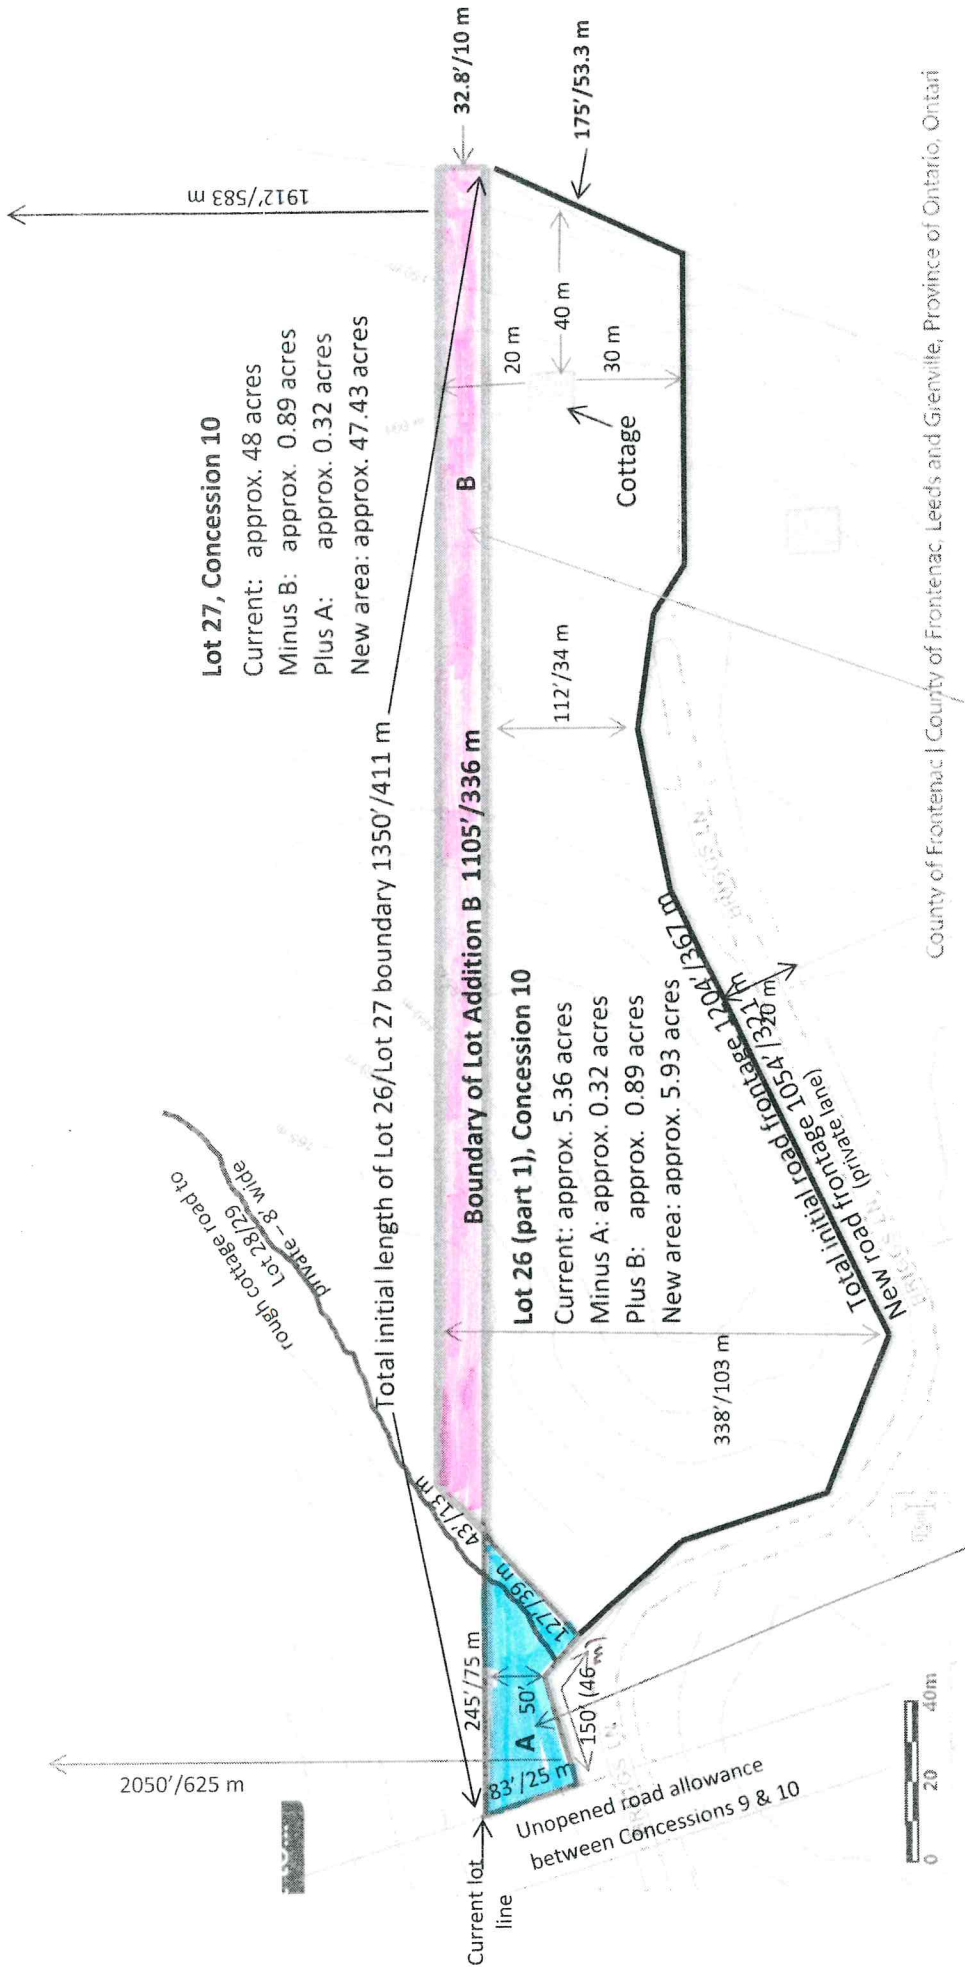 1912'/583 m
32.8'/10 m
175'/53.3 m
Lot 27, Concession 10
Current: approx. 48 acres
Minus B: approx. 0.89 acres
Plus A: approx. 0.32 acres
New area: approx. 47.43 acres
20 m
40 m
30 m
Cottage
B
Total initial length of Lot 26/Lot 27 boundary 1350'/411 m
Boundary of Lot Addition B 1105'/336 m
112'/34 m
rough cottage road to
Lot 28/29
private – 8' wide
Lot 26 (part 1), Concession 10
Current: approx. 5.36 acres
Minus A: approx. 0.32 acres
Plus B: approx. 0.89 acres
New area: approx. 5.93 acres
Total initial road frontage 1204'/367 m
New road frontage 1054'/321 m
(private lane)
20 m
BRIGGS LN
338'/103 m
43'/13 m
127'/39 m
245'/75 m
50'
A
83'/25 m
150' (46 m)
2050'/625 m
Current lot
line
Unopened road allowance
between Concessions 9 & 10
0 20 40m
County of Frontenac | County of Frontenac, Leeds and Grenville, Province of Ontario, Ontari